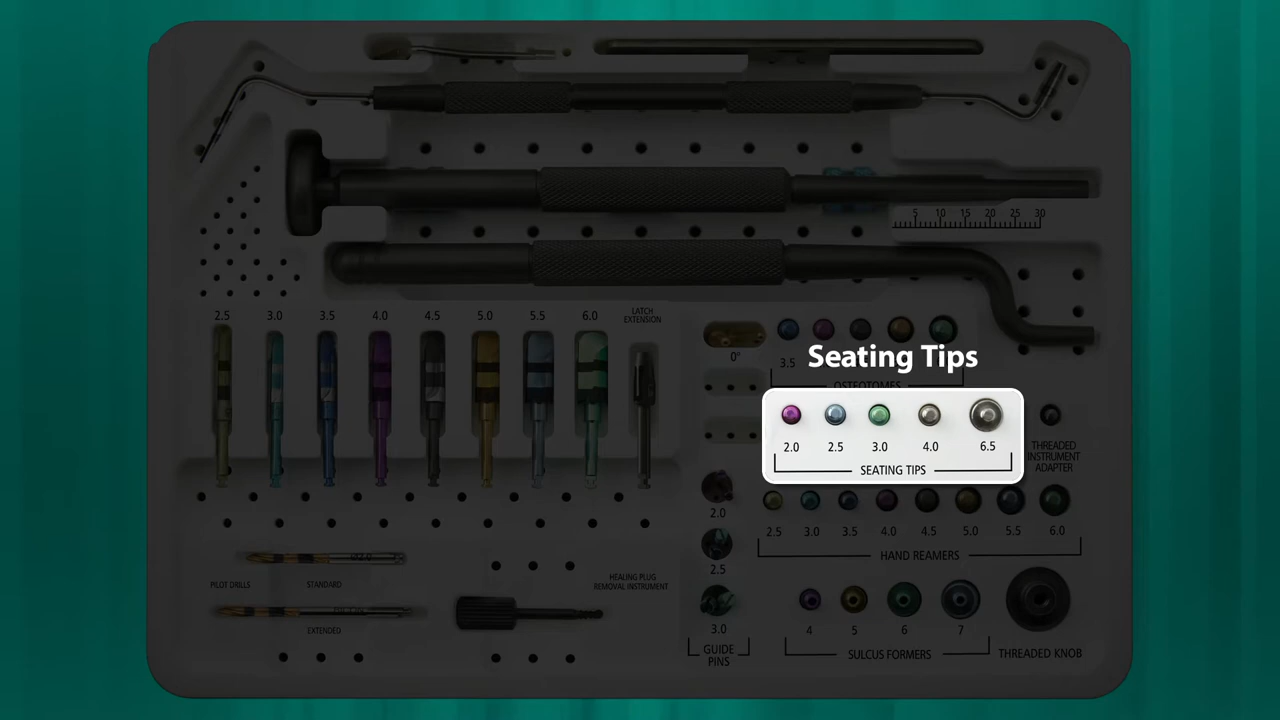 5 10 15 20 25 30
2.5 3.0 3.5 4.0 4.5 5.0 5.5 6.0
LATCH
EXTENSION
0°
3.5
Seating Tips
OSTEOTOMES
2.0 2.5 3.0 4.0 6.5
SEATING TIPS
THREADED
INSTRUMENT
ADAPTER
2.0
2.5 3.0 3.5 4.0 4.5 5.0 5.5 6.0
HAND REAMERS
2.5
PILOT DRILLS
STANDARD
HEALING PLUG
REMOVAL INSTRUMENT
EXTENDED
3.0
GUIDE
PINS
4 5 6 7
SULCUS FORMERS
THREADED KNOB